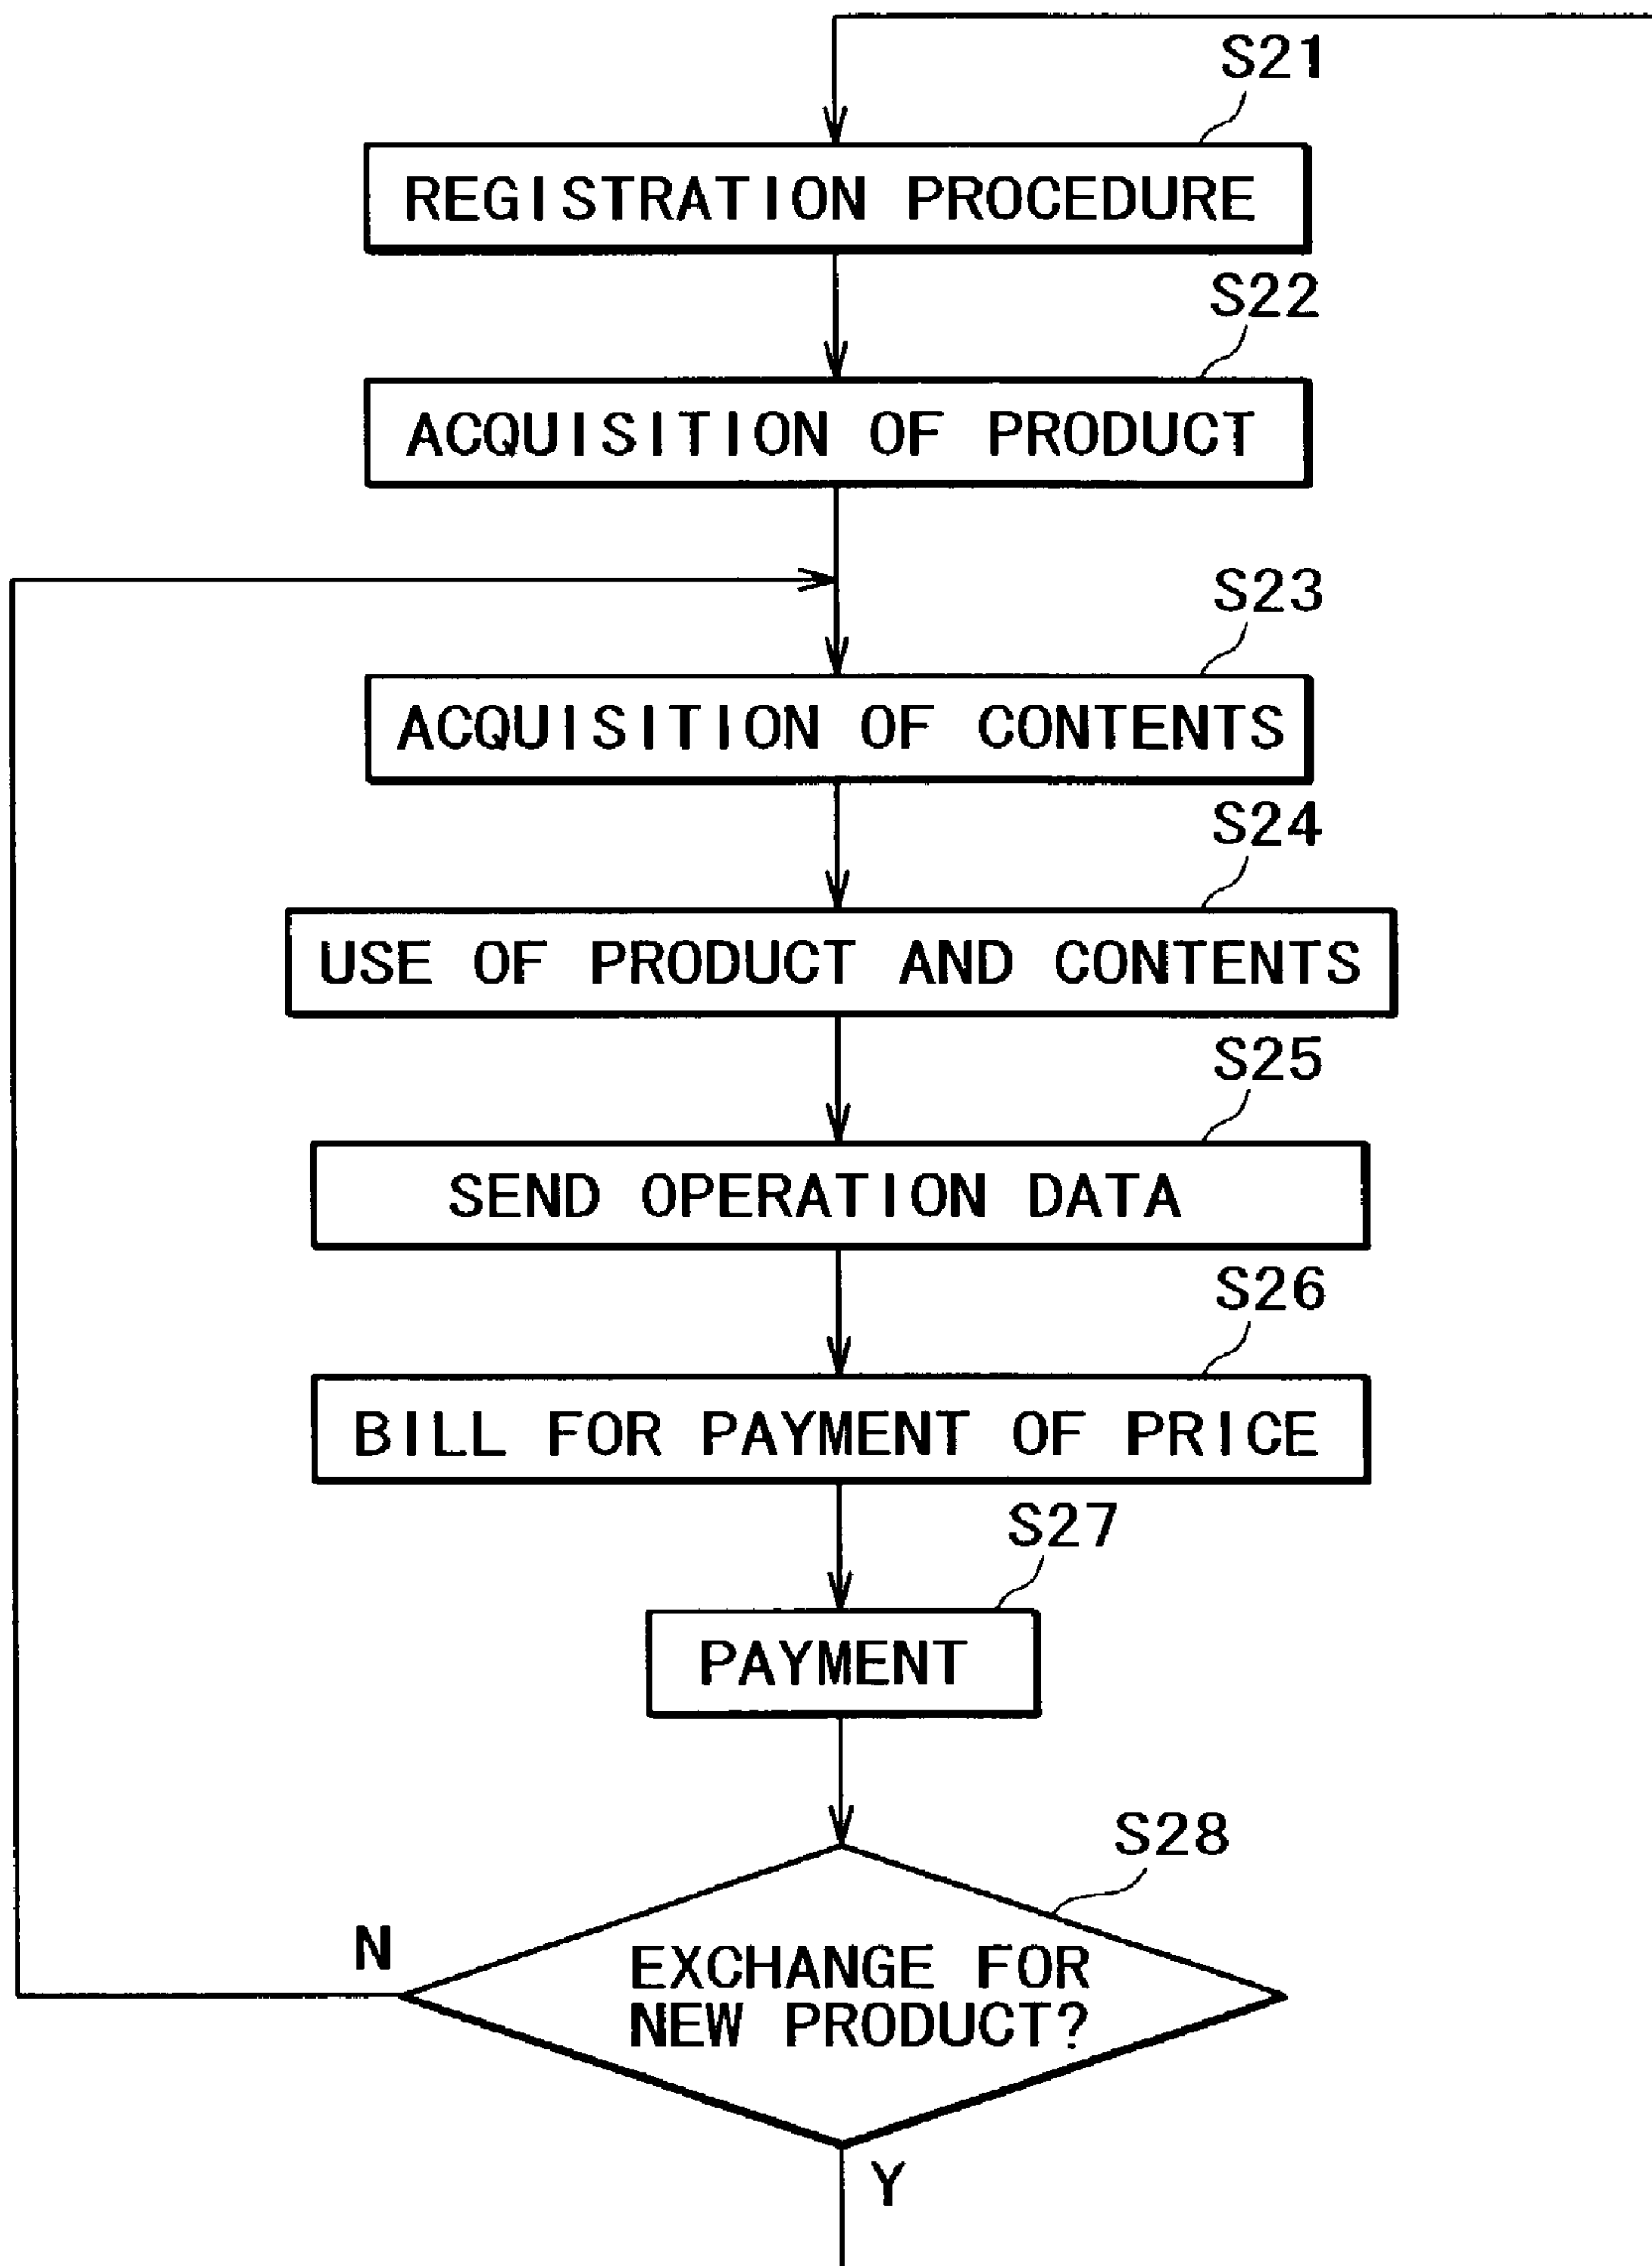 S21
REGISTRATION PROCEDURE
S22
ACQUISITION OF PRODUCT
S23
ACQUISITION OF CONTENTS
S24
USE OF PRODUCT AND CONTENTS
S25
SEND OPERATION DATA
S26
BILL FOR PAYMENT OF PRICE
S27
PAYMENT
S28
N
EXCHANGE FOR
NEW PRODUCT?
Y